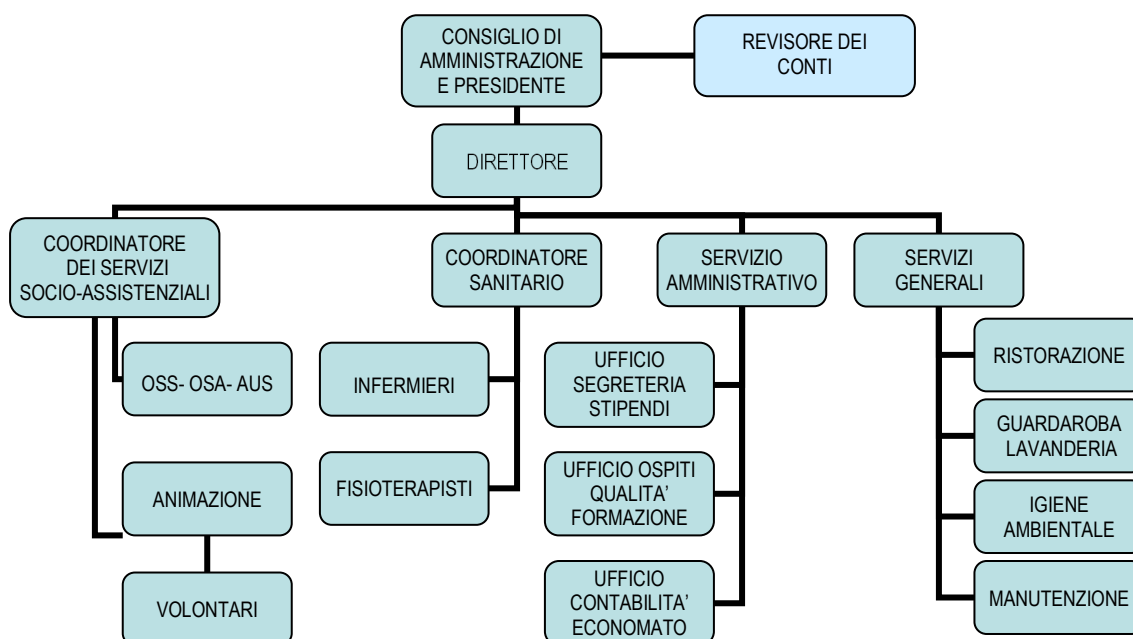 CONSIGLIO DI
AMMINISTRAZIONE
E PRESIDENTE
REVISORE DEI
CONTI
DIRETTORE
COORDINATORE
DEI SERVIZI
SOCIO-ASSISTENZIALI
COORDINATORE
SANITARIO
SERVIZIO
AMMINISTRATIVO
SERVIZI
GENERALI
OSS- OSA- AUS
INFERMIERI
UFFICIO
SEGRETERIA
STIPENDI
RISTORAZIONE
GUARDAROBA
LAVANDERIA
ANIMAZIONE
FISIOTERAPISTI
UFFICIO OSPITI
QUALITA’
FORMAZIONE
IGIENE
AMBIENTALE
VOLONTARI
UFFICIO
CONTABILITA’
ECONOMATO
MANUTENZIONE